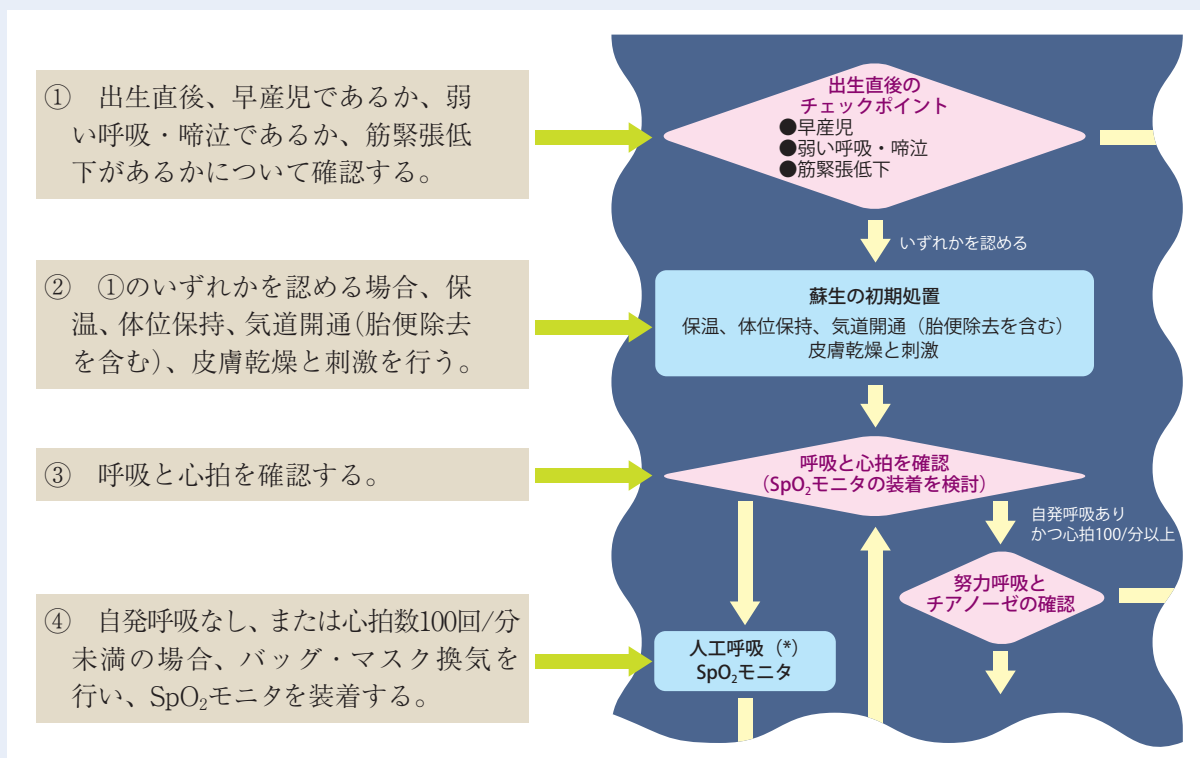 ① 出生直後、早産児であるか、弱
い呼吸・啼泣であるか、筋緊張低
下があるかについて確認する。
出生直後の
チェックポイント
●早産児
●弱い呼吸・啼泣
●筋緊張低下
いずれかを認める
② ①のいずれかを認める場合、保
温、体位保持、気道開通(胎便除去
を含む)、皮膚乾燥と刺激を行う。
蘇生の初期処置
保温、体位保持、気道開通（胎便除去を含む）
皮膚乾燥と刺激
③ 呼吸と心拍を確認する。
呼吸と心拍を確認
（SpO₂モニタの装着を検討）
自発呼吸あり
かつ心拍100/分以上
努力呼吸と
チアノーゼの確認
④ 自発呼吸なし、または心拍数100回/分
未満の場合、バッグ・マスク換気を
行い、SpO₂モニタを装着する。
人工呼吸（*）
SpO₂モニタ